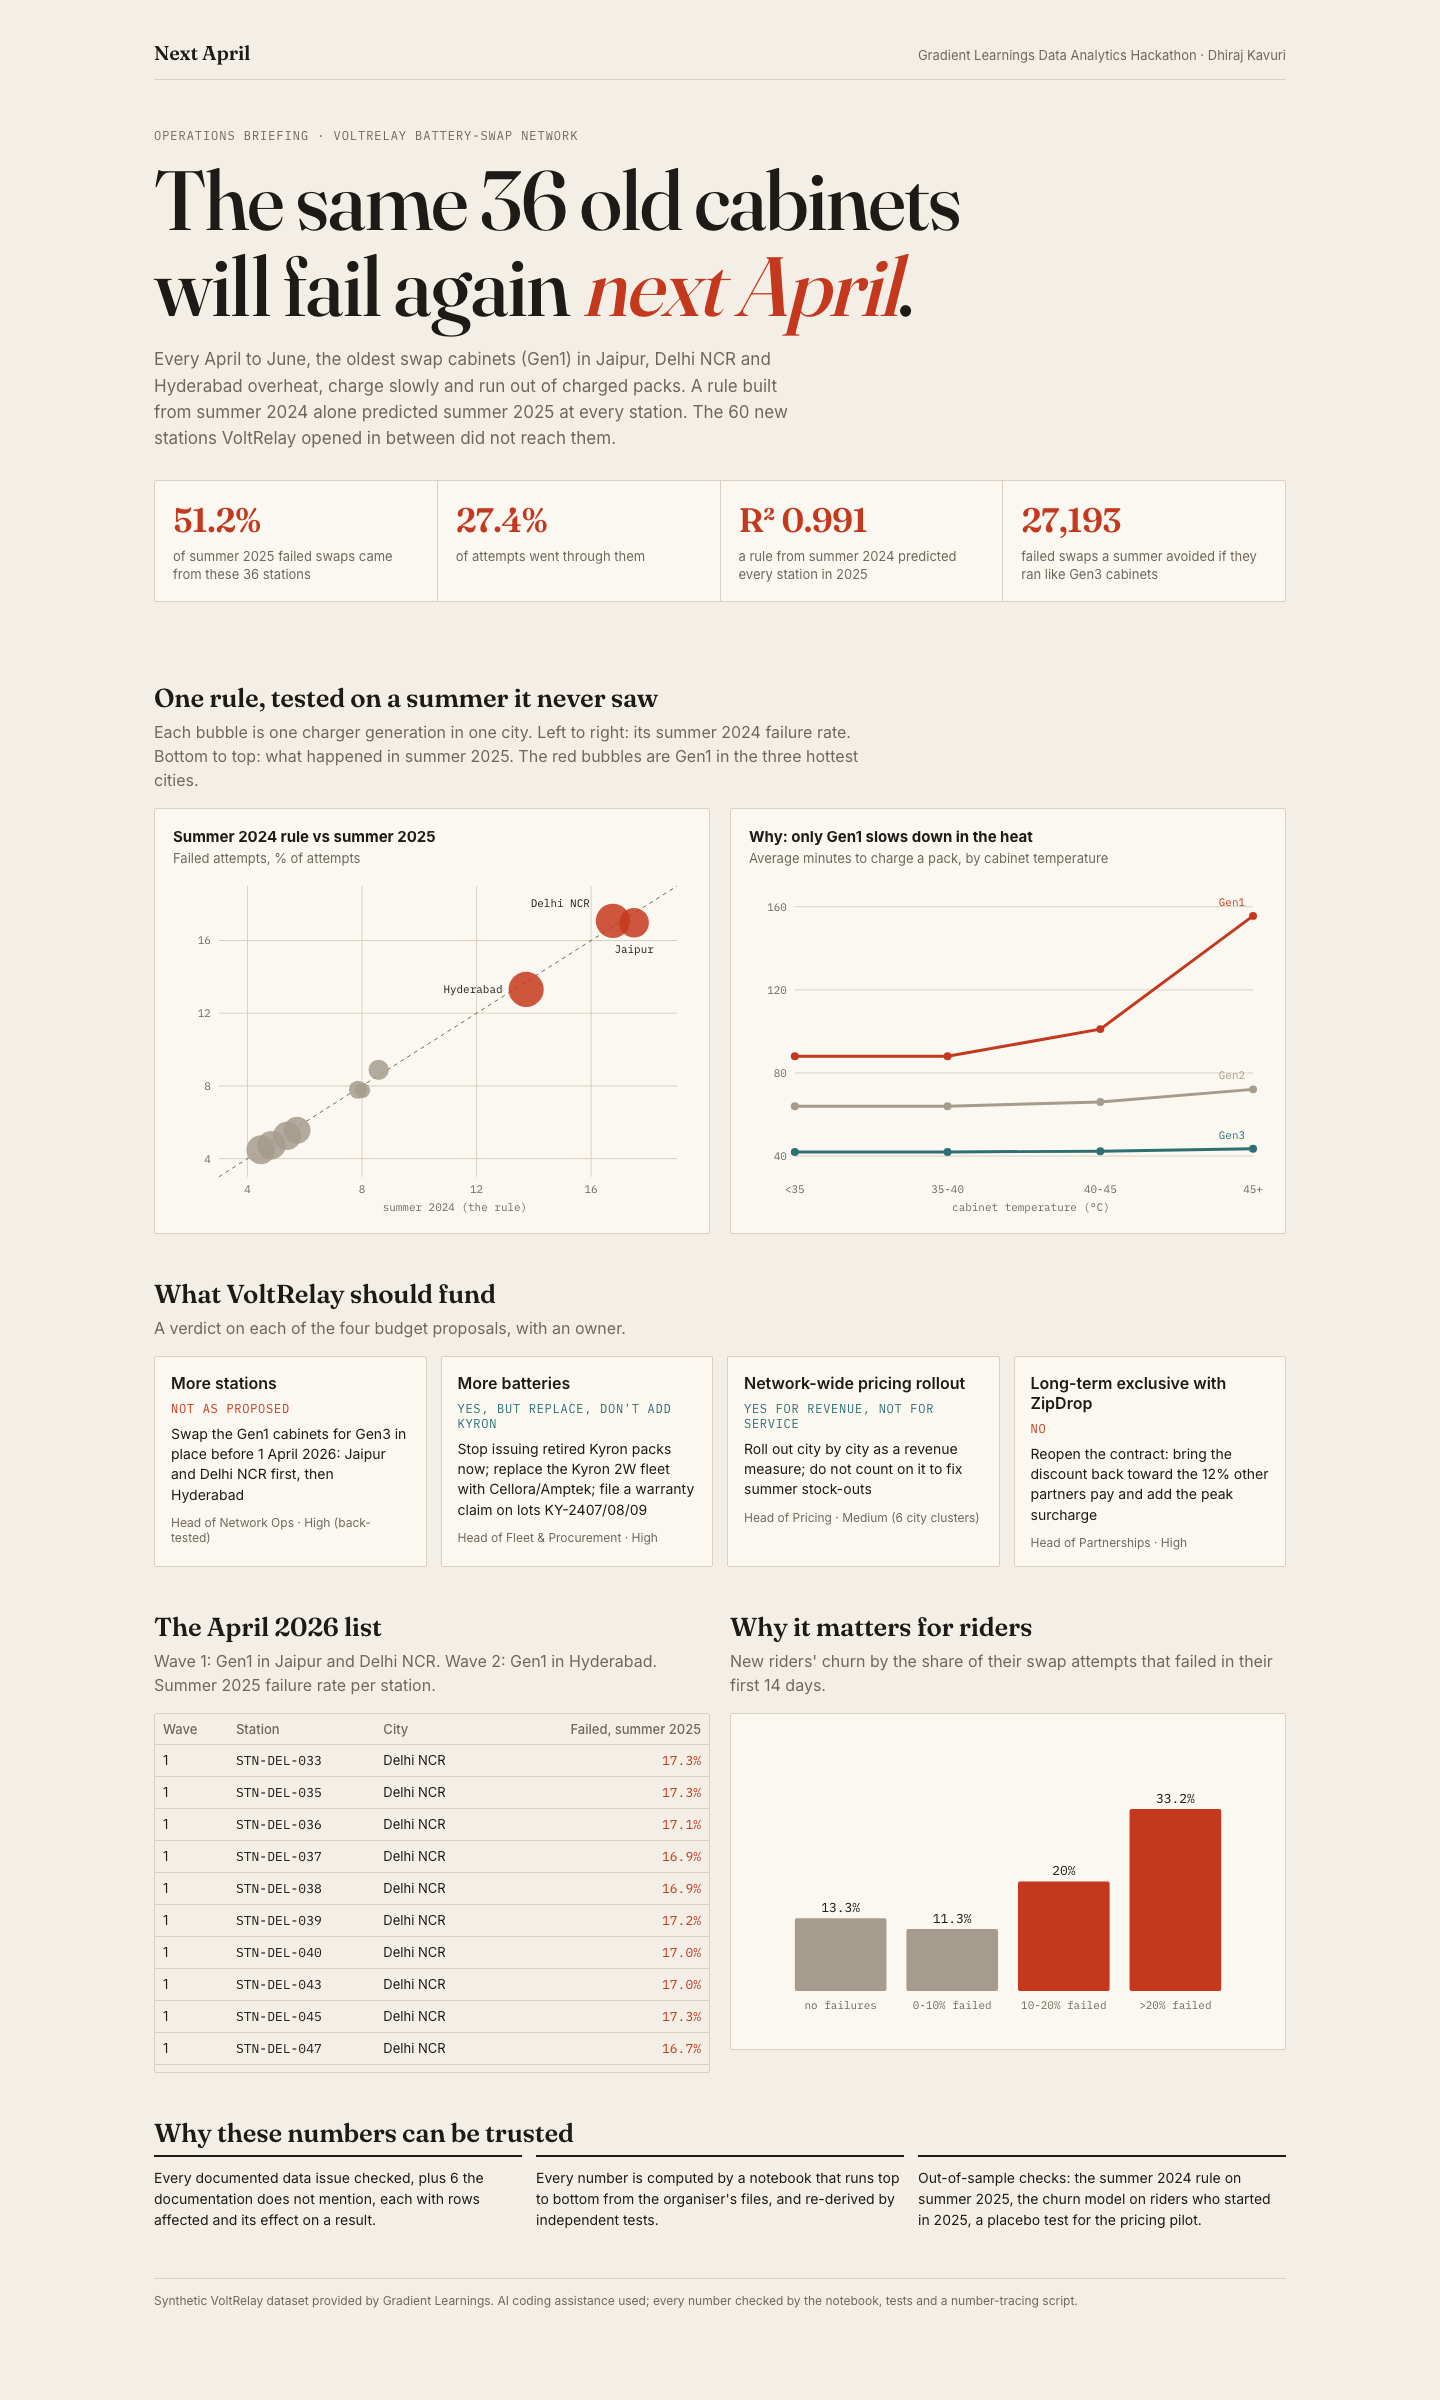 Next April
Gradient Learnings Data Analytics Hackathon · Dhiraj Kavuri
OPERATIONS BRIEFING · VOLTRELAY BATTERY-SWAP NETWORK
The same 36 old cabinets
will fail again next April.
Every April to June, the oldest swap cabinets (Gen1) in Jaipur, Delhi NCR and
Hyderabad overheat, charge slowly and run out of charged packs. A rule built
from summer 2024 alone predicted summer 2025 at every station. The 60 new
stations VoltRelay opened in between did not reach them.
51.2%
of summer 2025 failed swaps came
from these 36 stations
27.4%
of attempts went through them
R² 0.991
a rule from summer 2024 predicted
every station in 2025
27,193
failed swaps a summer avoided if they
ran like Gen3 cabinets
One rule, tested on a summer it never saw
Each bubble is one charger generation in one city. Left to right: its summer 2024 failure rate.
Bottom to top: what happened in summer 2025. The red bubbles are Gen1 in the three hottest
cities.
Summer 2024 rule vs summer 2025
Failed attempts, % of attempts
Delhi NCR
16
Jaipur
Hyderabad
12
8
4
4 8 12 16
summer 2024 (the rule)
Why: only Gen1 slows down in the heat
Average minutes to charge a pack, by cabinet temperature
160
Gen1
120
80
Gen2
Gen3
40
<35 35-40 40-45 45+
cabinet temperature (°C)
What VoltRelay should fund
A verdict on each of the four budget proposals, with an owner.
More stations
NOT AS PROPOSED
Swap the Gen1 cabinets for Gen3 in
place before 1 April 2026: Jaipur
and Delhi NCR first, then
Hyderabad
Head of Network Ops · High (back-
tested)
More batteries
YES, BUT REPLACE, DON'T ADD
KYRON
Stop issuing retired Kyron packs
now; replace the Kyron 2W fleet
with Cellora/Amptek; file a warranty
claim on lots KY-2407/08/09
Head of Fleet & Procurement · High
Network-wide pricing rollout
YES FOR REVENUE, NOT FOR
SERVICE
Roll out city by city as a revenue
measure; do not count on it to fix
summer stock-outs
Head of Pricing · Medium (6 city clusters)
Long-term exclusive with
ZipDrop
NO
Reopen the contract: bring the
discount back toward the 12% other
partners pay and add the peak
surcharge
Head of Partnerships · High
The April 2026 list
Wave 1: Gen1 in Jaipur and Delhi NCR. Wave 2: Gen1 in Hyderabad.
Summer 2025 failure rate per station.
Wave Station City Failed, summer 2025
1 STN-DEL-033 Delhi NCR 17.3%
1 STN-DEL-035 Delhi NCR 17.3%
1 STN-DEL-036 Delhi NCR 17.1%
1 STN-DEL-037 Delhi NCR 16.9%
1 STN-DEL-038 Delhi NCR 16.9%
1 STN-DEL-039 Delhi NCR 17.2%
1 STN-DEL-040 Delhi NCR 17.0%
1 STN-DEL-043 Delhi NCR 17.0%
1 STN-DEL-045 Delhi NCR 17.3%
1 STN-DEL-047 Delhi NCR 16.7%
Why it matters for riders
New riders' churn by the share of their swap attempts that failed in their
first 14 days.
33.2%
20%
13.3%
11.3%
no failures 0-10% failed 10-20% failed >20% failed
Why these numbers can be trusted
Every documented data issue checked, plus 6 the
documentation does not mention, each with rows
affected and its effect on a result.
Every number is computed by a notebook that runs top
to bottom from the organiser's files, and re-derived by
independent tests.
Out-of-sample checks: the summer 2024 rule on
summer 2025, the churn model on riders who started
in 2025, a placebo test for the pricing pilot.
Synthetic VoltRelay dataset provided by Gradient Learnings. AI coding assistance used; every number checked by the notebook, tests and a number-tracing script.